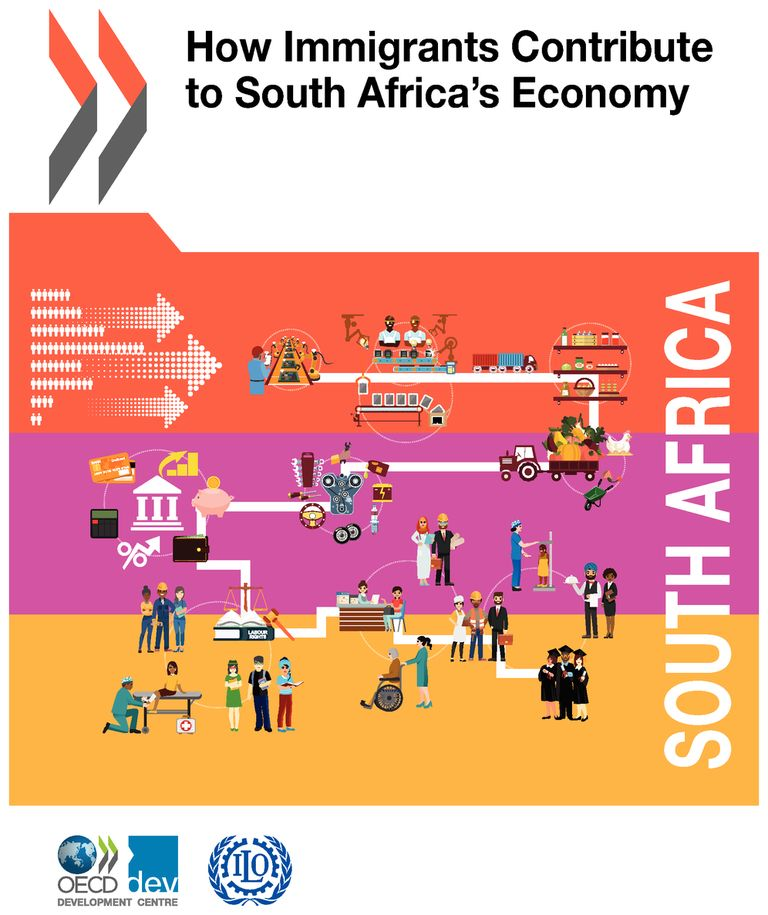 How Immigrants Contribute
to South Africa's Economy
SOUTH AFRICA
LABOUR
RIGHTS
OECD
dev
DEVELOPMENT CENTRE
ILO